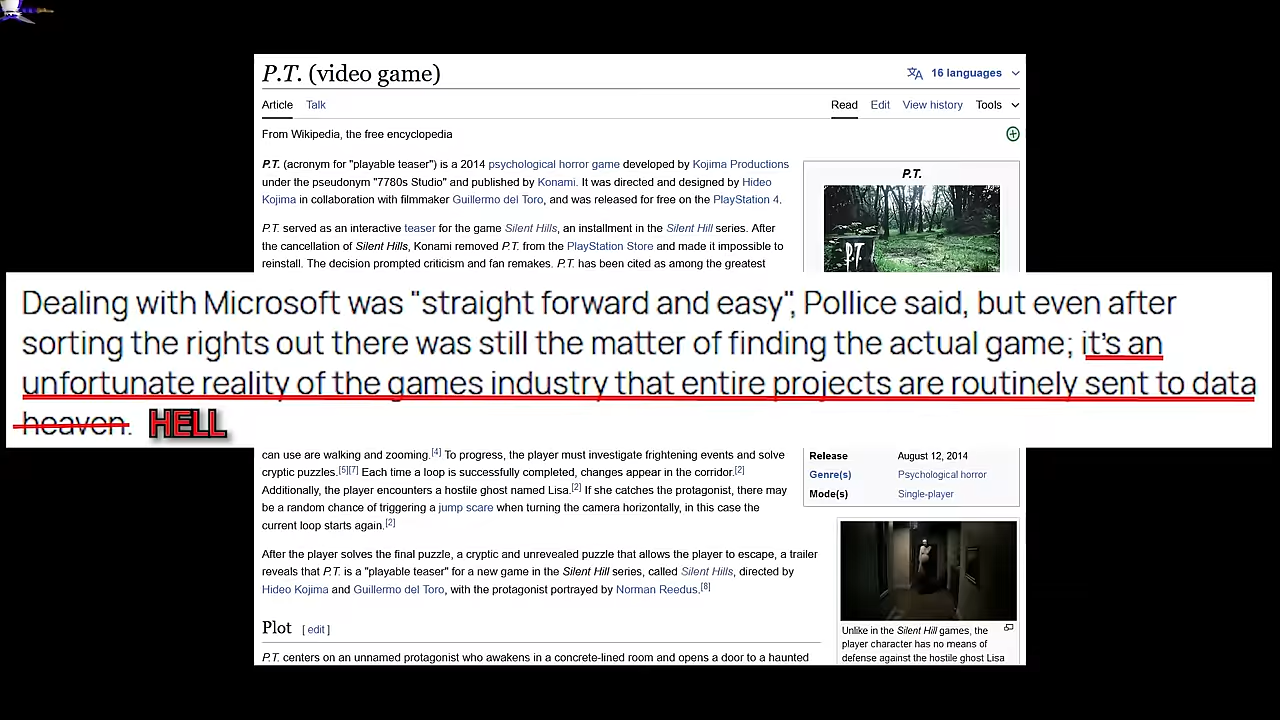 P.T. (video game)
16 languages
Article Talk Read Edit View history Tools
From Wikipedia, the free encyclopedia
P.T. (acronym for "playable teaser") is a 2014 psychological horror game developed by Kojima Productions
under the pseudonym "7780s Studio" and published by Konami. It was directed and designed by Hideo
Kojima in collaboration with filmmaker Guillermo del Toro, and was released for free on the PlayStation 4.
P.T.
P.T.
P.T. served as an interactive teaser for the game Silent Hills, an installment in the Silent Hill series. After
the cancellation of Silent Hills, Konami removed P.T. from the PlayStation Store and made it impossible to
reinstall. The decision prompted criticism and fan remakes. P.T. has been cited as among the greatest
Dealing with Microsoft was "straight forward and easy", Pollice said, but even after
sorting the rights out there was still the matter of finding the actual game; it's an
unfortunate reality of the games industry that entire projects are routinely sent to data
heaven. HELL
can use are walking and zooming.[4] To progress, the player must investigate frightening events and solve
cryptic puzzles.[5][7] Each time a loop is successfully completed, changes appear in the corridor.[2]
Additionally, the player encounters a hostile ghost named Lisa.[2] If she catches the protagonist, there may
be a random chance of triggering a jump scare when turning the camera horizontally, in this case the
current loop starts again.[2]
Release August 12, 2014
Genre(s) Psychological horror
Mode(s) Single-player
After the player solves the final puzzle, a cryptic and unrevealed puzzle that allows the player to escape, a trailer
reveals that P.T. is a "playable teaser" for a new game in the Silent Hill series, called Silent Hills, directed by
Hideo Kojima and Guillermo del Toro, with the protagonist portrayed by Norman Reedus.[8]
Plot [ edit ]
P.T. centers on an unnamed protagonist who awakens in a concrete-lined room and opens a door to a haunted
Unlike in the Silent Hill games, the
player character has no means of
defense against the hostile ghost Lisa